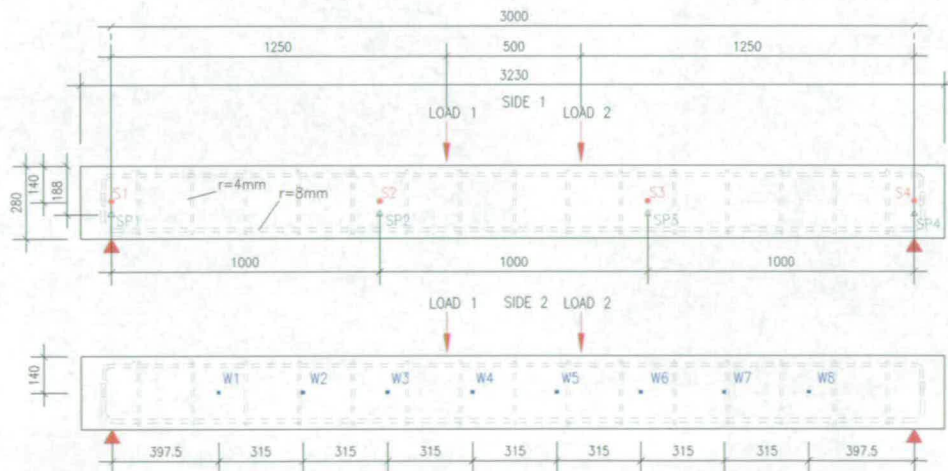 3000
1250 500 1250
3230
SIDE 1
LOAD 1 LOAD 2
280 140 188
S1 S2 S3 S4
r=4mm r=8mm
SP SP2 SP3 SP4
1000 1000 1000
LOAD 1 SIDE 2 LOAD 2
140
W1 W2 W3 W4 W5 W6 W7 W8
397.5 315 315 315 315 315 315 315 397.5